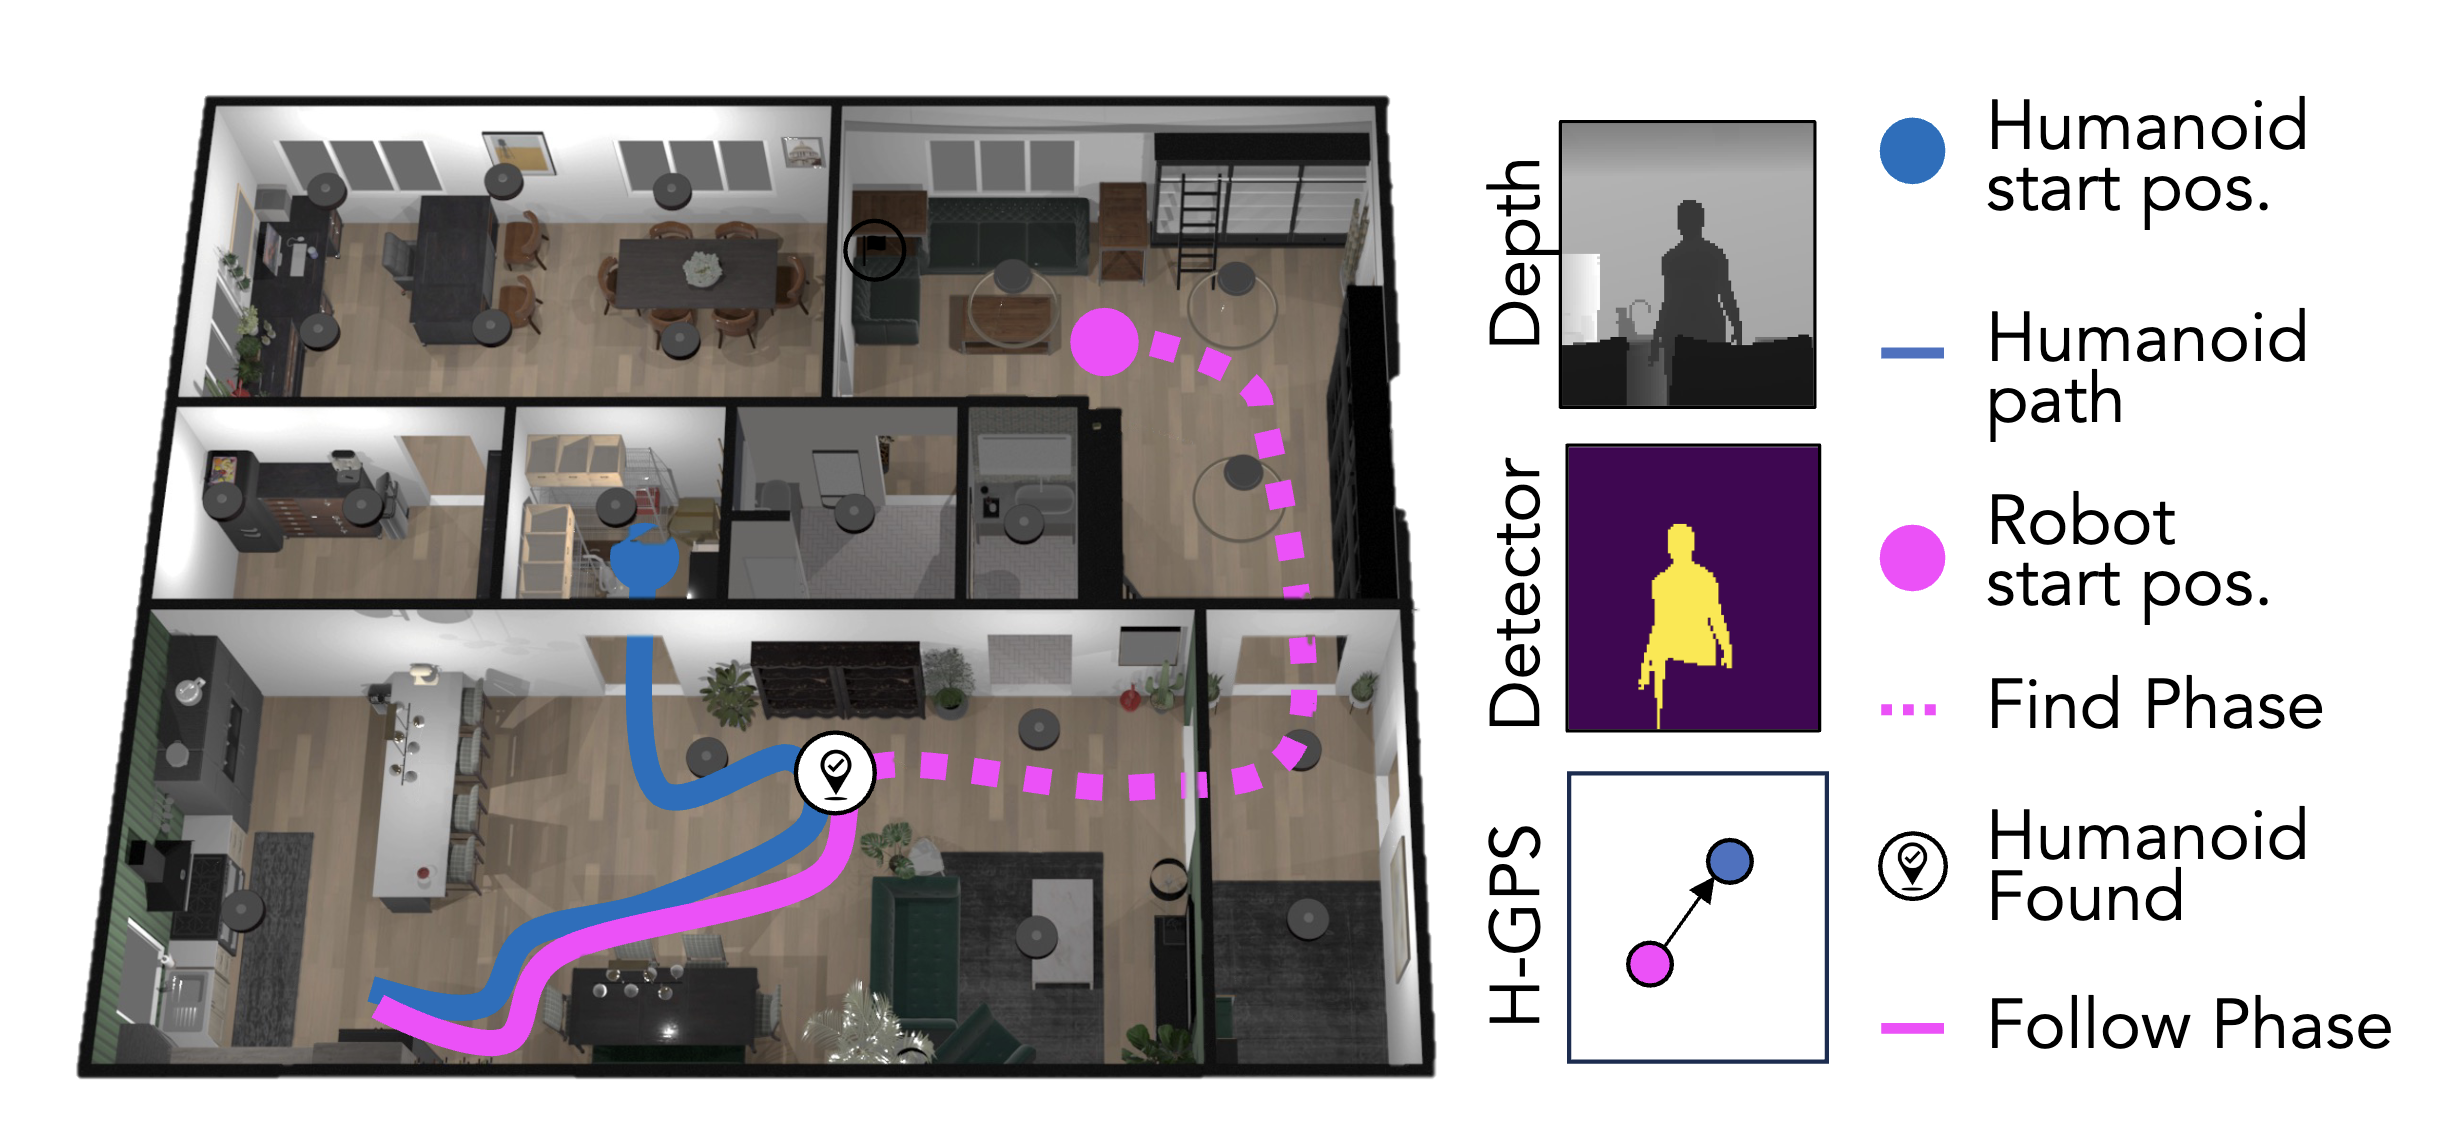 Depth
Detector
H-GPS
Humanoid
start pos.
Humanoid
path
Robot
start pos.
Find Phase
Humanoid
Found
Follow Phase